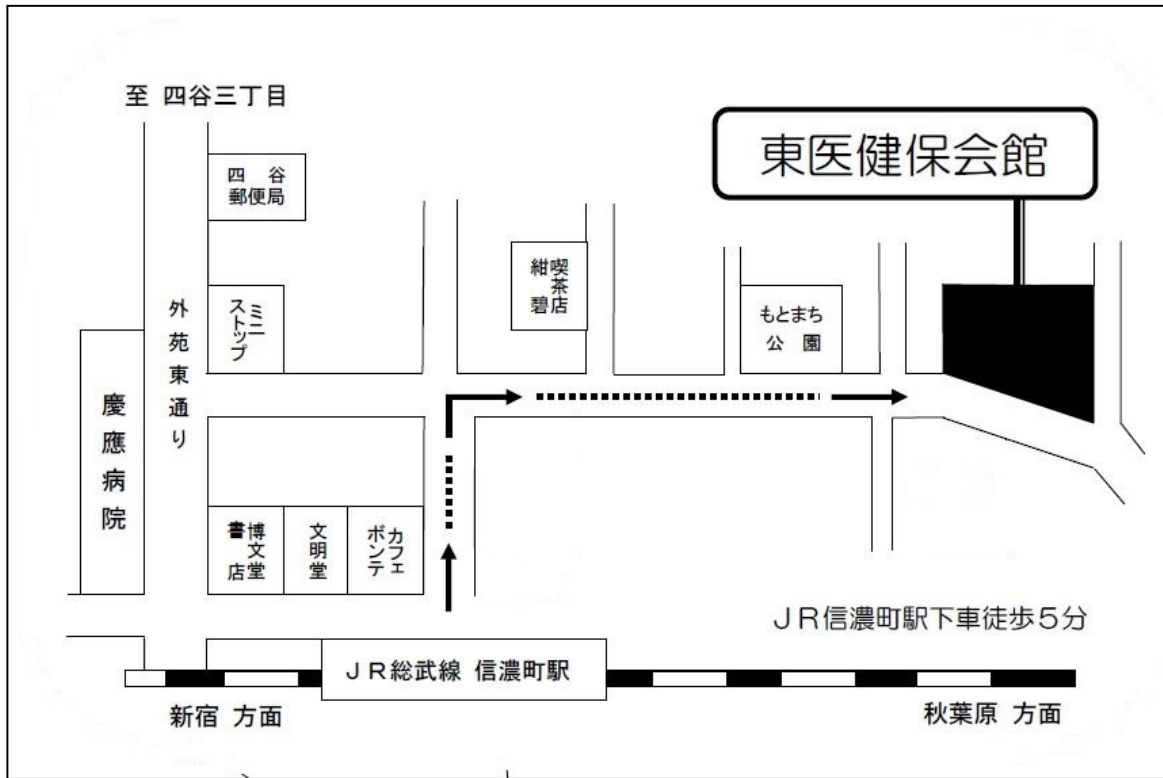 至 四谷三丁目
東医健保会館
四 谷
郵便局
喫茶店
紺 碧
ミニ
ストップ
もとまち
公 園
外苑東通り
慶應病院
博文堂
書 店
文明堂
カフェ
ボンテ
JR信濃町駅下車徒歩5分
JR総武線 信濃町駅
新宿 方面
秋葉原 方面